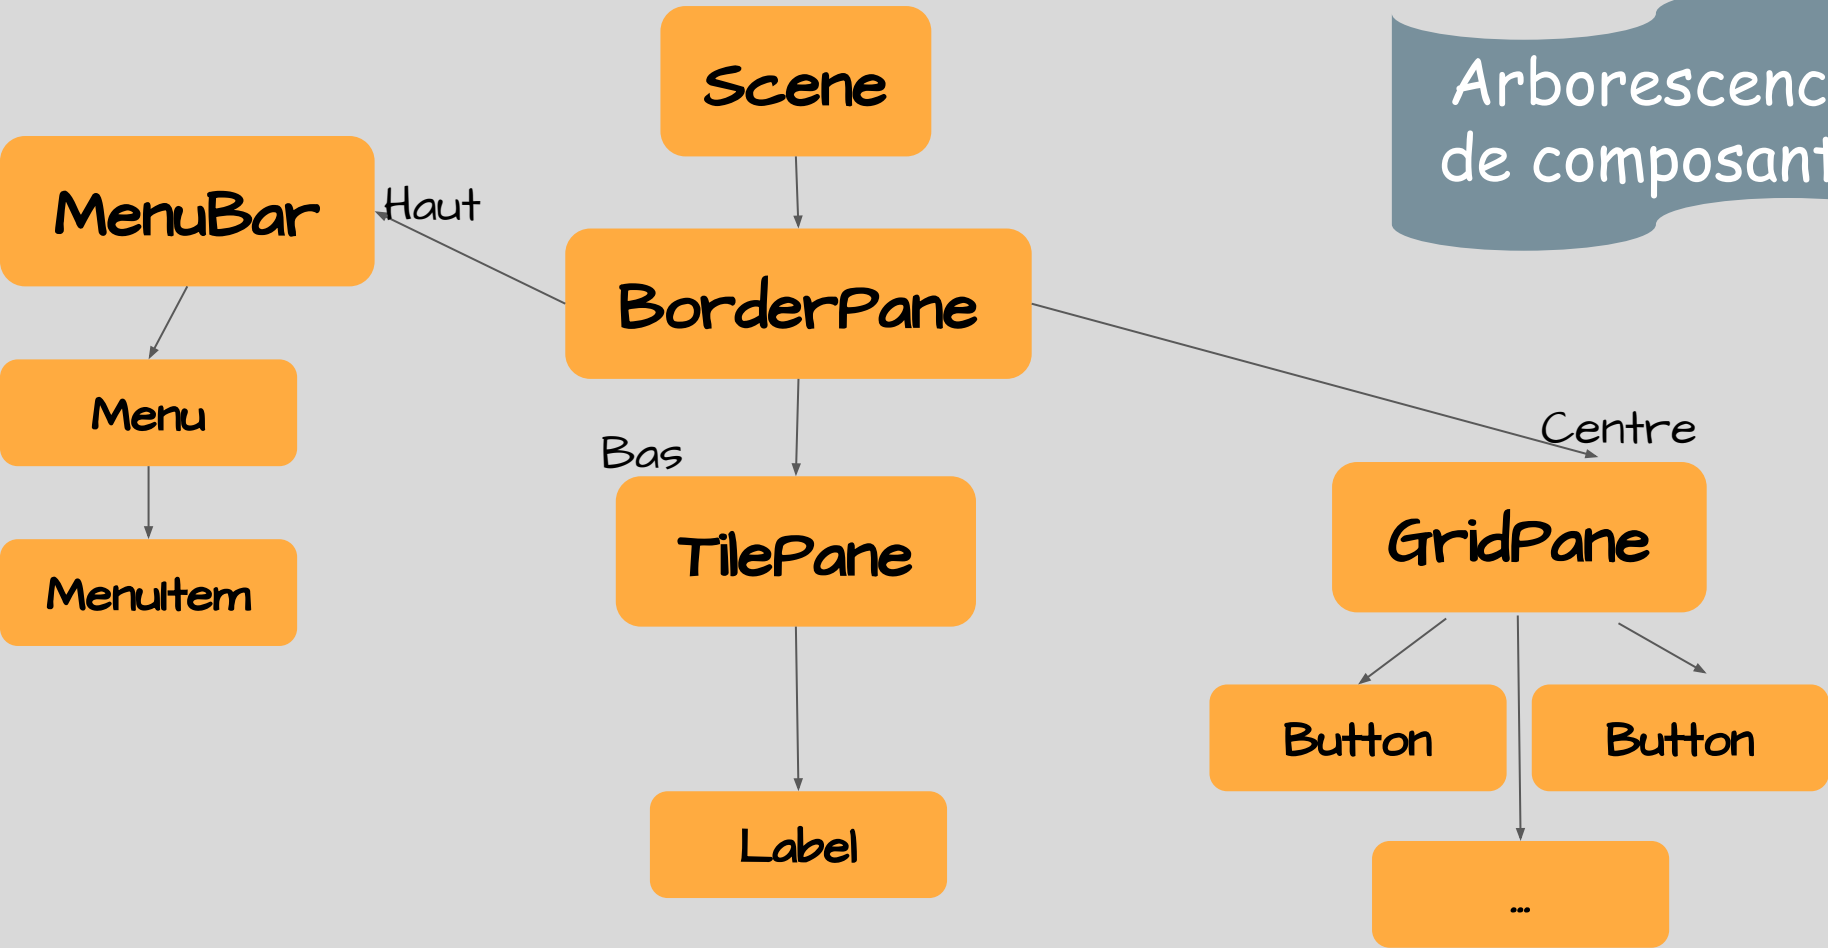 Scene
Arborescenc
de composant
MenuBar
Haut
BorderPane
Menu
Bas
Centre
TilePane
GridPane
MenuItem
Button
Button
Label
...